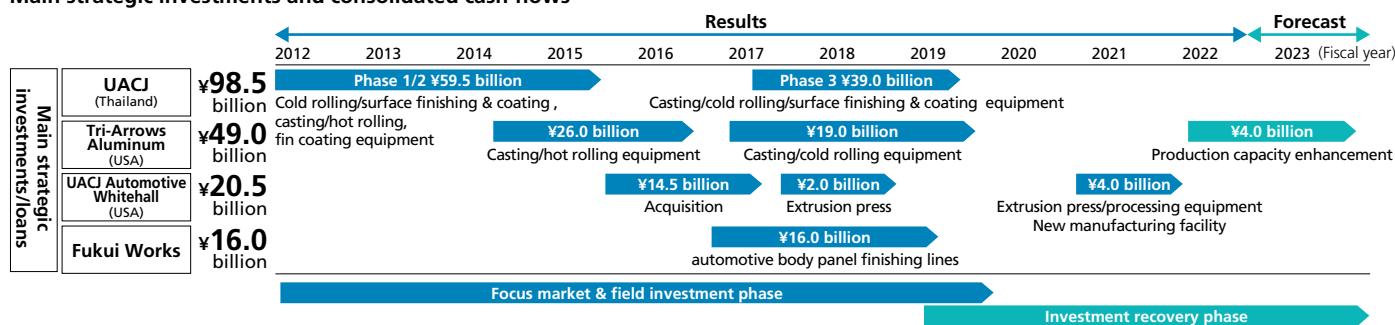 Main strategic investments and consolidated cash flows
Results Forecast
2012 2013 2014 2015 2016 2017 2018 2019 2020 2021 2022 2023 (Fiscal year)
Main strategic investments/loans
UACJ
(Thailand)
¥98.5
billion
Phase 1/2 ¥59.5 billion
Cold rolling/surface finishing & coating ,
casting/hot rolling,
fin coating equipment
Phase 3 ¥39.0 billion
Casting/cold rolling/surface finishing & coating equipment
Tri-Arrows
Aluminum
(USA)
¥49.0
billion
¥26.0 billion
Casting/hot rolling equipment
¥19.0 billion
Casting/cold rolling equipment
¥4.0 billion
Production capacity enhancement
UACJ Automotive
Whitehall
(USA)
¥20.5
billion
¥14.5 billion
Acquisition
¥2.0 billion
Extrusion press
¥4.0 billion
Extrusion press/processing equipment
New manufacturing facility
Fukui Works
¥16.0
billion
¥16.0 billion
automotive body panel finishing lines
Focus market & field investment phase
Investment recovery phase